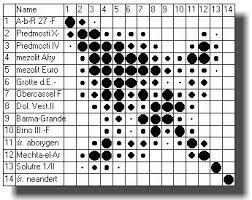 Name 1 2 3 4 5 6 7 8 9 10 11 12 13 14
1 A-b-R 27 -F
2 Predmosti X-
3 Predmosti IV
4 mezolit Afry
5 mezolit Euro
6 Grotte d.E.-
7 Obercassel F
8 Dol. Vest.II
9 Barma-Grande
10 Brno III -F
11 śr. aborygen
12 Mechta-el-Ar
13 Solutre 1/II
14 śr. neandert